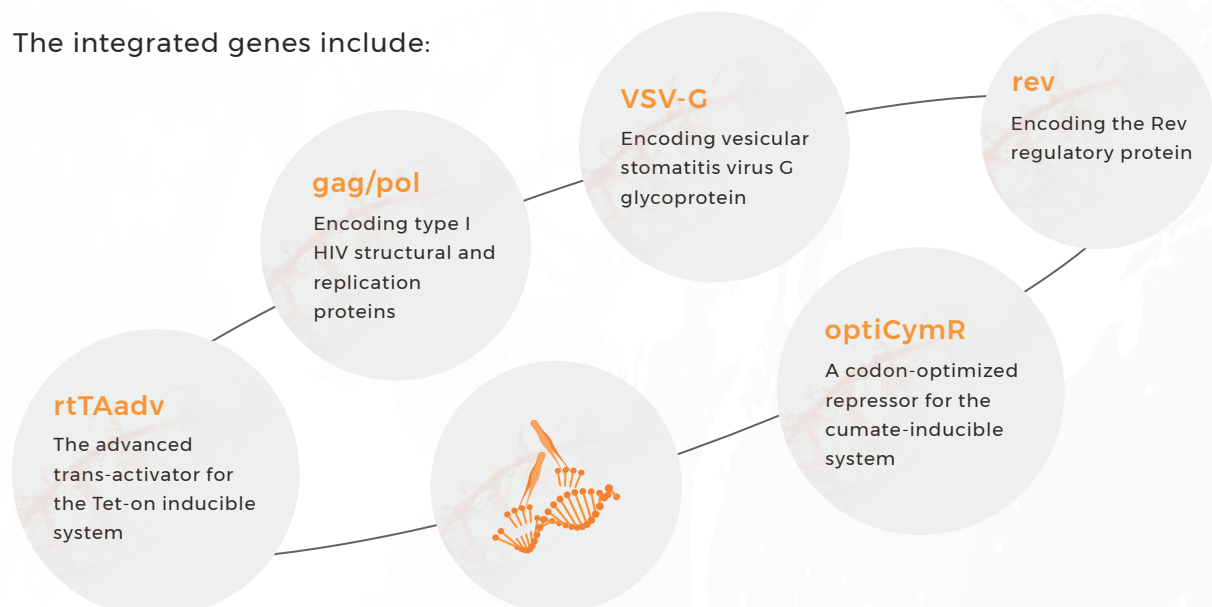 The integrated genes include:
rtTAadv
The advanced
trans-activator for
the Tet-on inducible
system
gag/pol
Encoding type I
HIV structural and
replication
proteins
VSV-G
Encoding vesicular
stomatitis virus G
glycoprotein
rev
Encoding the Rev
regulatory protein
optiCymR
A codon-optimized
repressor for the
cumate-inducible
system